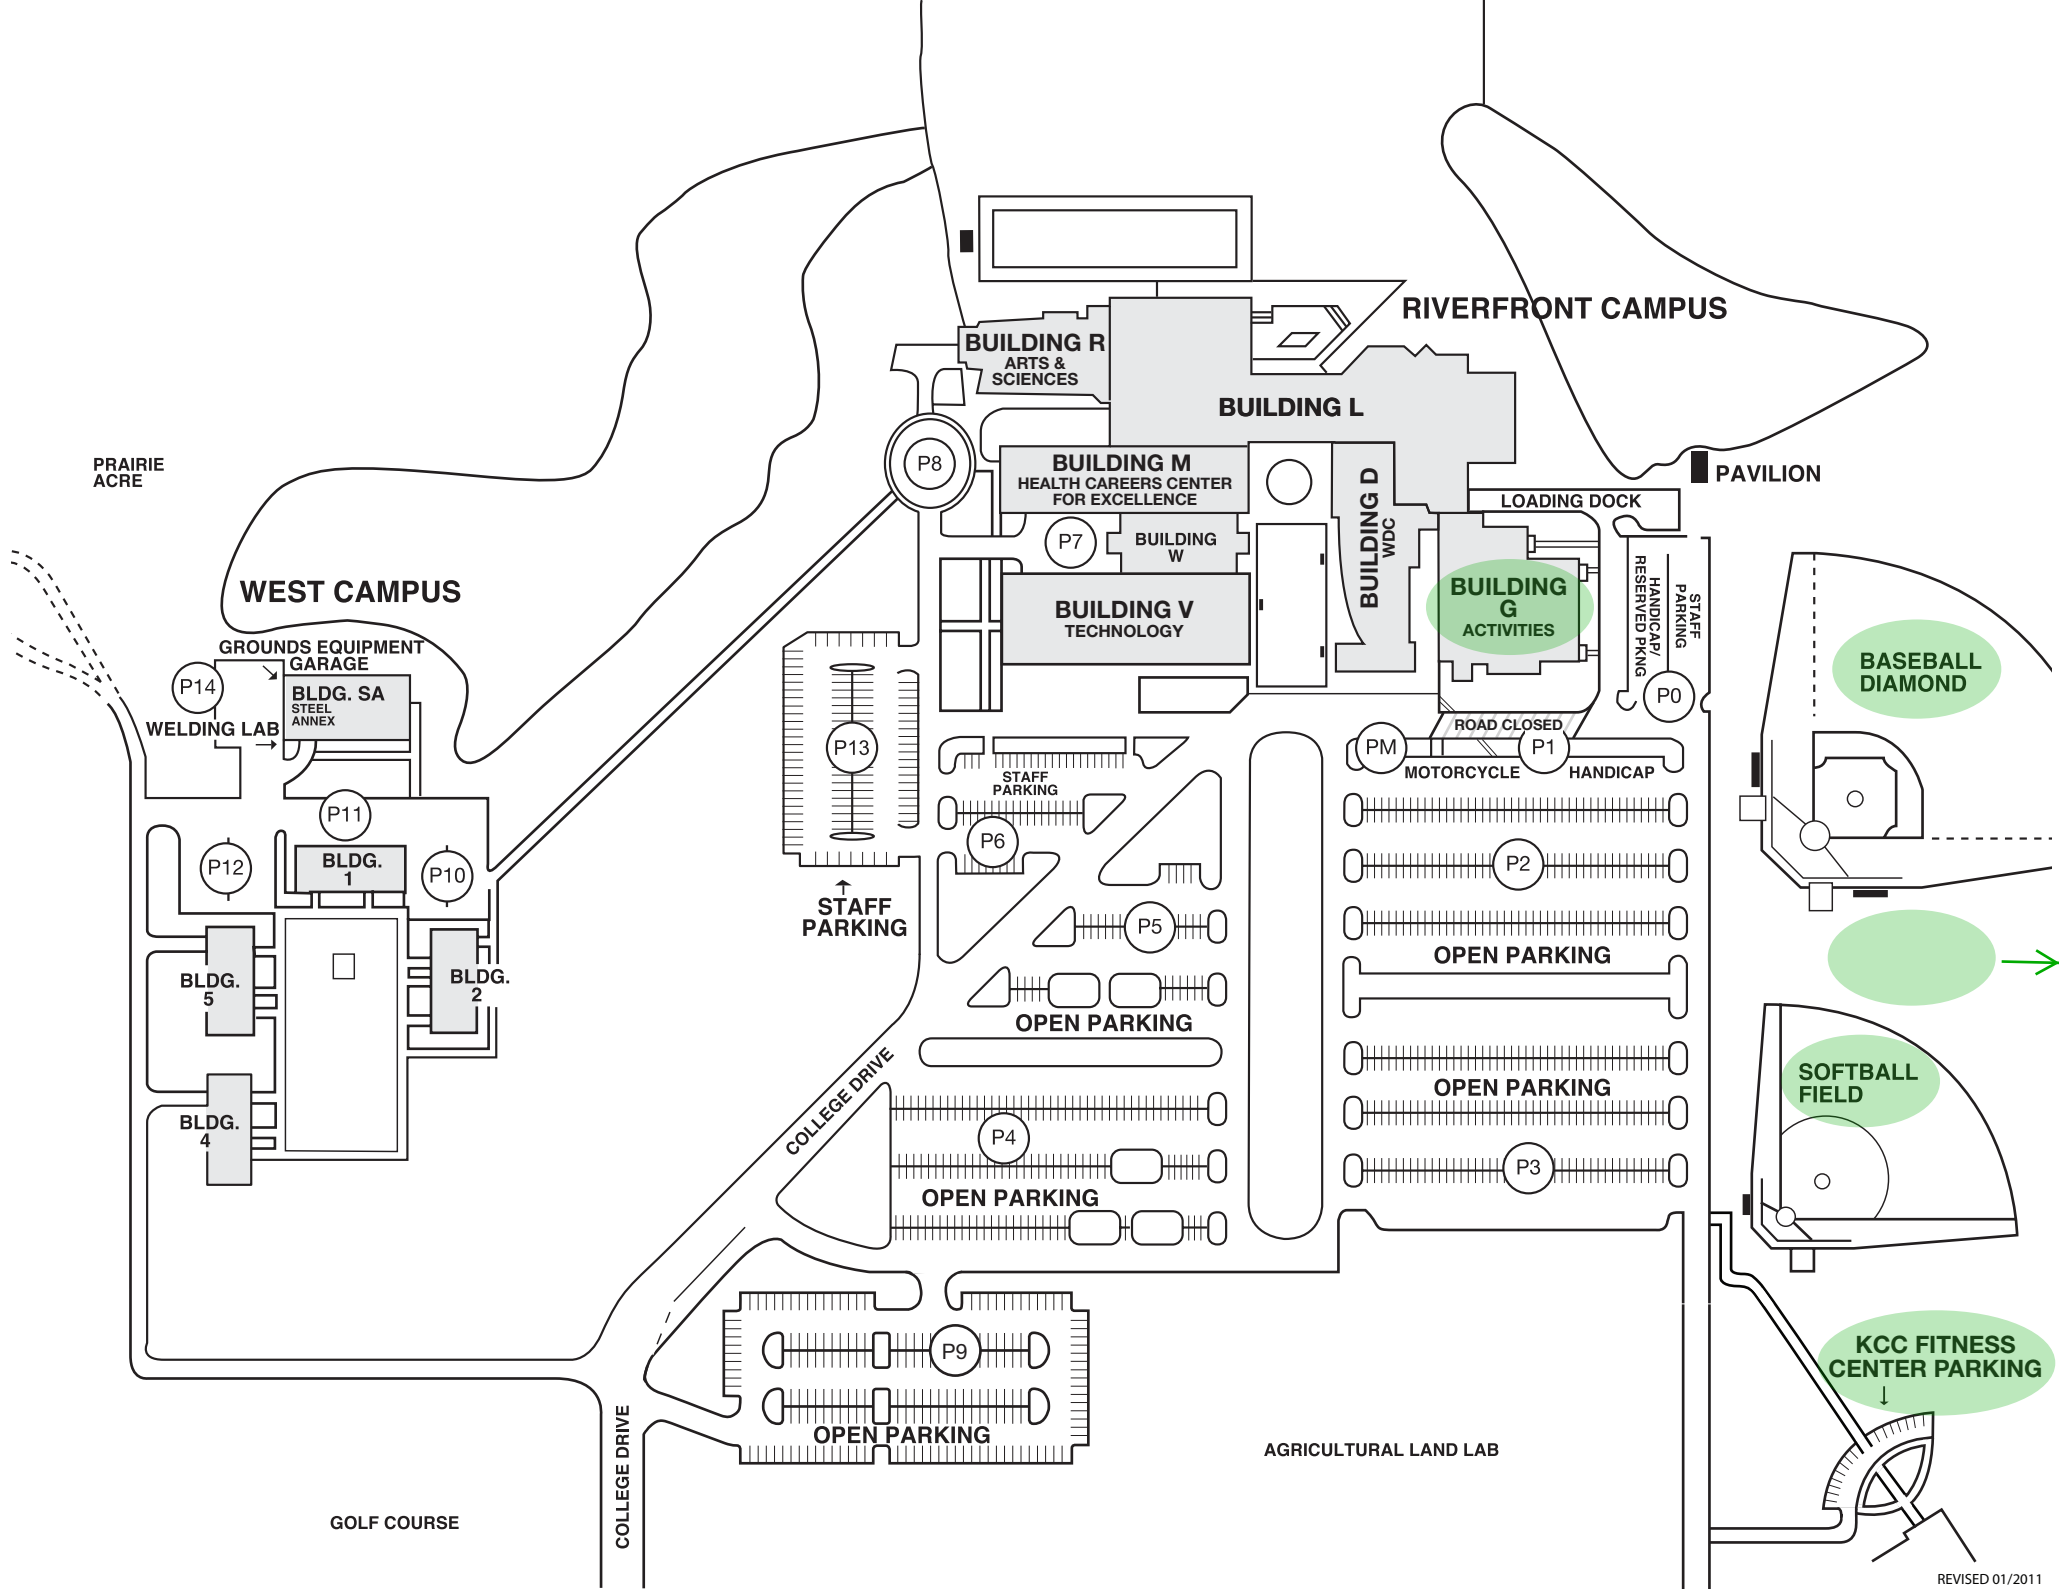 RIVERFRONT CAMPUS
BUILDING R
ARTS &
SCIENCES
BUILDING L
PRAIRIE
ACRE
P8
BUILDING M
HEALTH CAREERS CENTER
FOR EXCELLENCE
BUILDING D
WDC
PAVILION
LOADING DOCK
P7
BUILDING
W
WEST CAMPUS
BUILDING V
TECHNOLOGY
BUILDING
G
ACTIVITIES
HANDICAP/
RESERVED PKNG
STAFF
PARKING
P0
BASEBALL
DIAMOND
GROUNDS EQUIPMENT
GARAGE
P14
BLDG. SA
STEEL
ANNEX
WELDING LAB
P13
ROAD CLOSED
PM
P1
MOTORCYCLE
HANDICAP
STAFF
PARKING
P11
P6
P12
BLDG.
1
P10
P2
STAFF
PARKING
P5
OPEN PARKING
BLDG.
5
BLDG.
2
OPEN PARKING
COLLEGE DRIVE
SOFTBALL
FIELD
OPEN PARKING
BLDG.
4
P4
P3
OPEN PARKING
P9
KCC FITNESS
CENTER PARKING
OPEN PARKING
COLLEGE DRIVE
AGRICULTURAL LAND LAB
GOLF COURSE
REVISED 01/2011